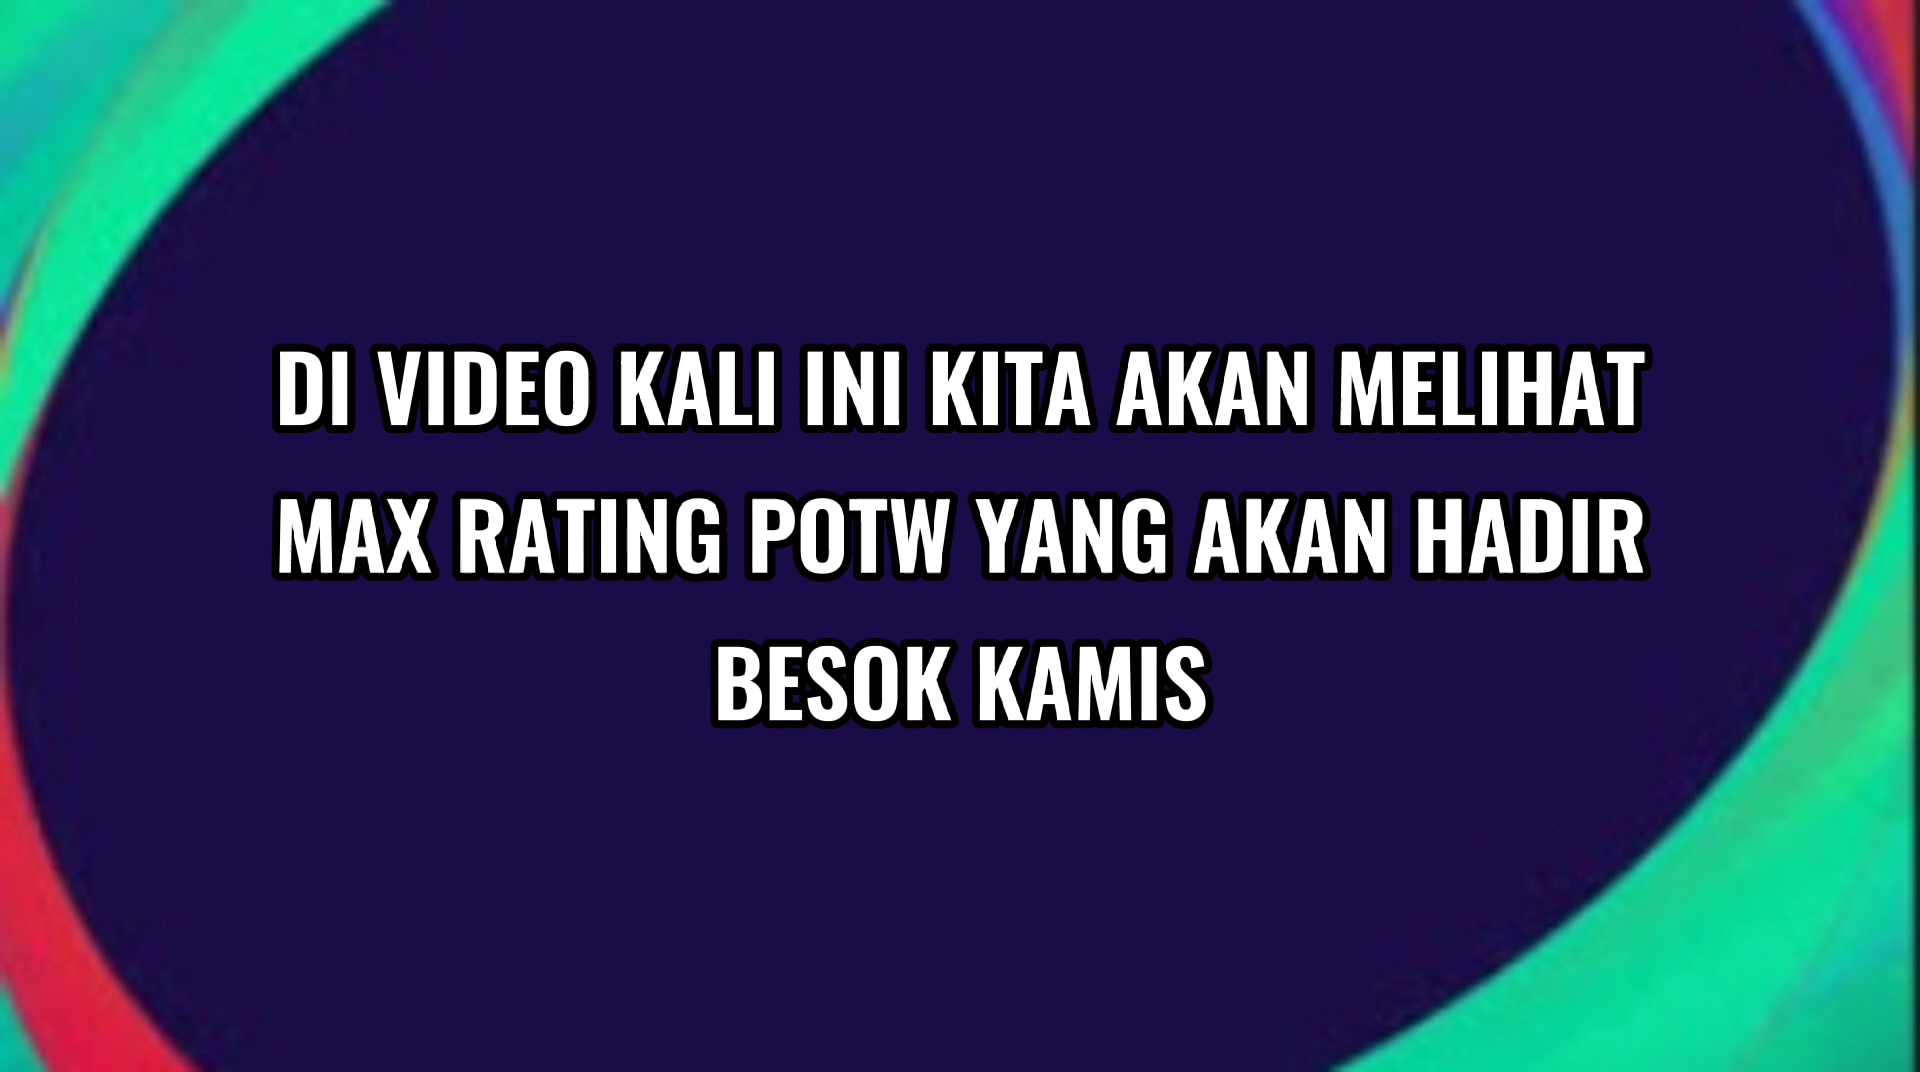 DI VIDEO KALI INI KITA AKAN MELIHAT
MAX RATING POTW YANG AKAN HADIR
BESOK KAMIS